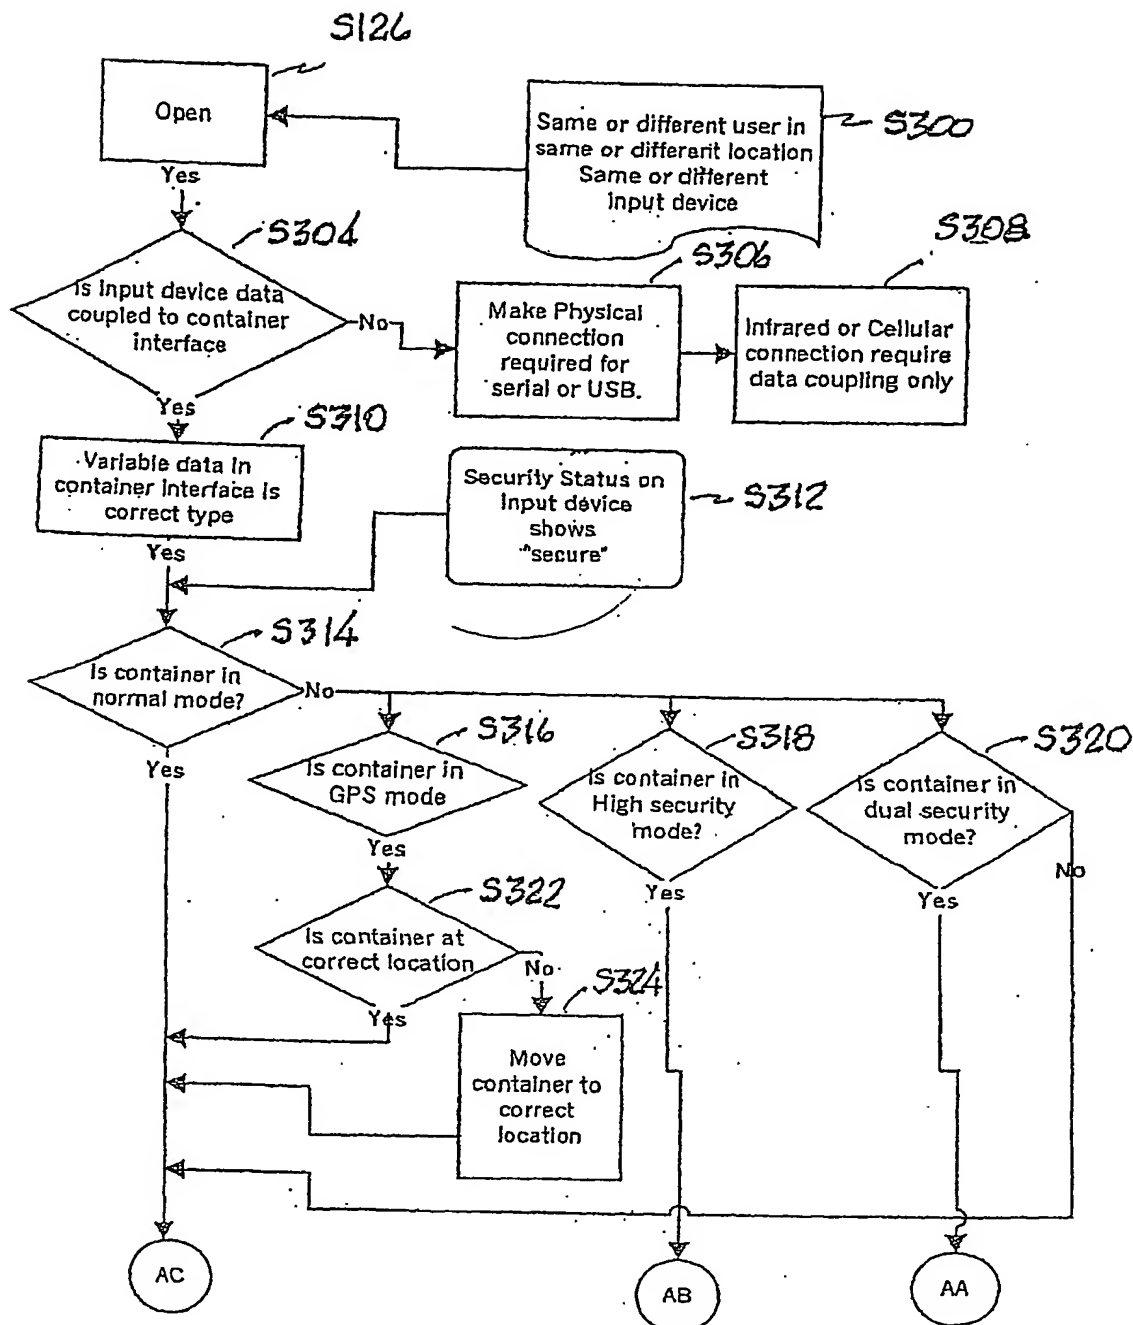 S126
Open
Same or different user in
same or different location
Same or different
Input device
S300
Yes
S304
Is Input device data
coupled to container
interface
No
S306
Make Physical
connection
required for
serial or USB.
S308
Infrared or Cellular
connection require
data coupling only
Yes
S310
Variable data in
container interface is
correct type
Security Status on
Input device
shows
"secure"
S312
Yes
S314
Is container in
normal mode?
No
Yes
S316
Is container in
GPS mode
S318
Is container in
High security
mode?
S320
Is container in
dual security
mode?
No
Yes
Yes
Yes
S322
Is container at
correct location
No
S324
Yes
Move
container to
correct
location
AC
AB
AA